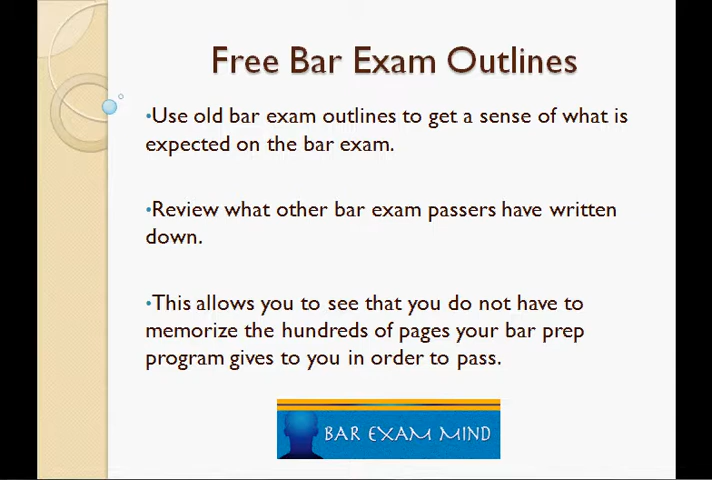 Free Bar Exam Outlines
•Use old bar exam outlines to get a sense of what is
expected on the bar exam.
•Review what other bar exam passers have written
down.
•This allows you to see that you do not have to
memorize the hundreds of pages your bar prep
program gives to you in order to pass.
BAR EXAM MIND